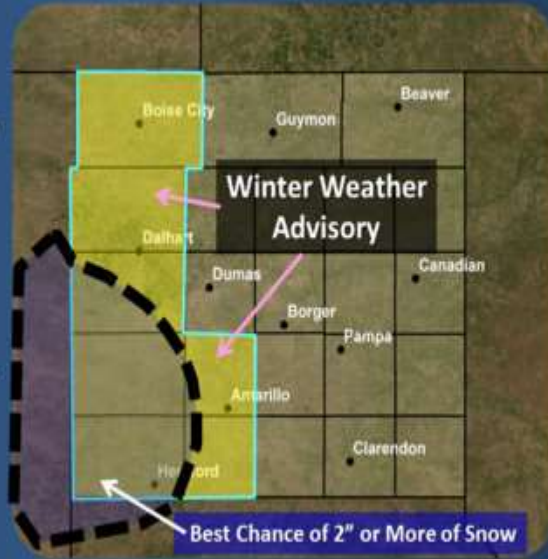 Boise City
Guymon
Beaver
Winter Weather
Advisory
Dalhart
Dumas
Canadian
Borger
Pampa
Amarillo
Clarendon
Hereford
Best Chance of 2" or More of Snow